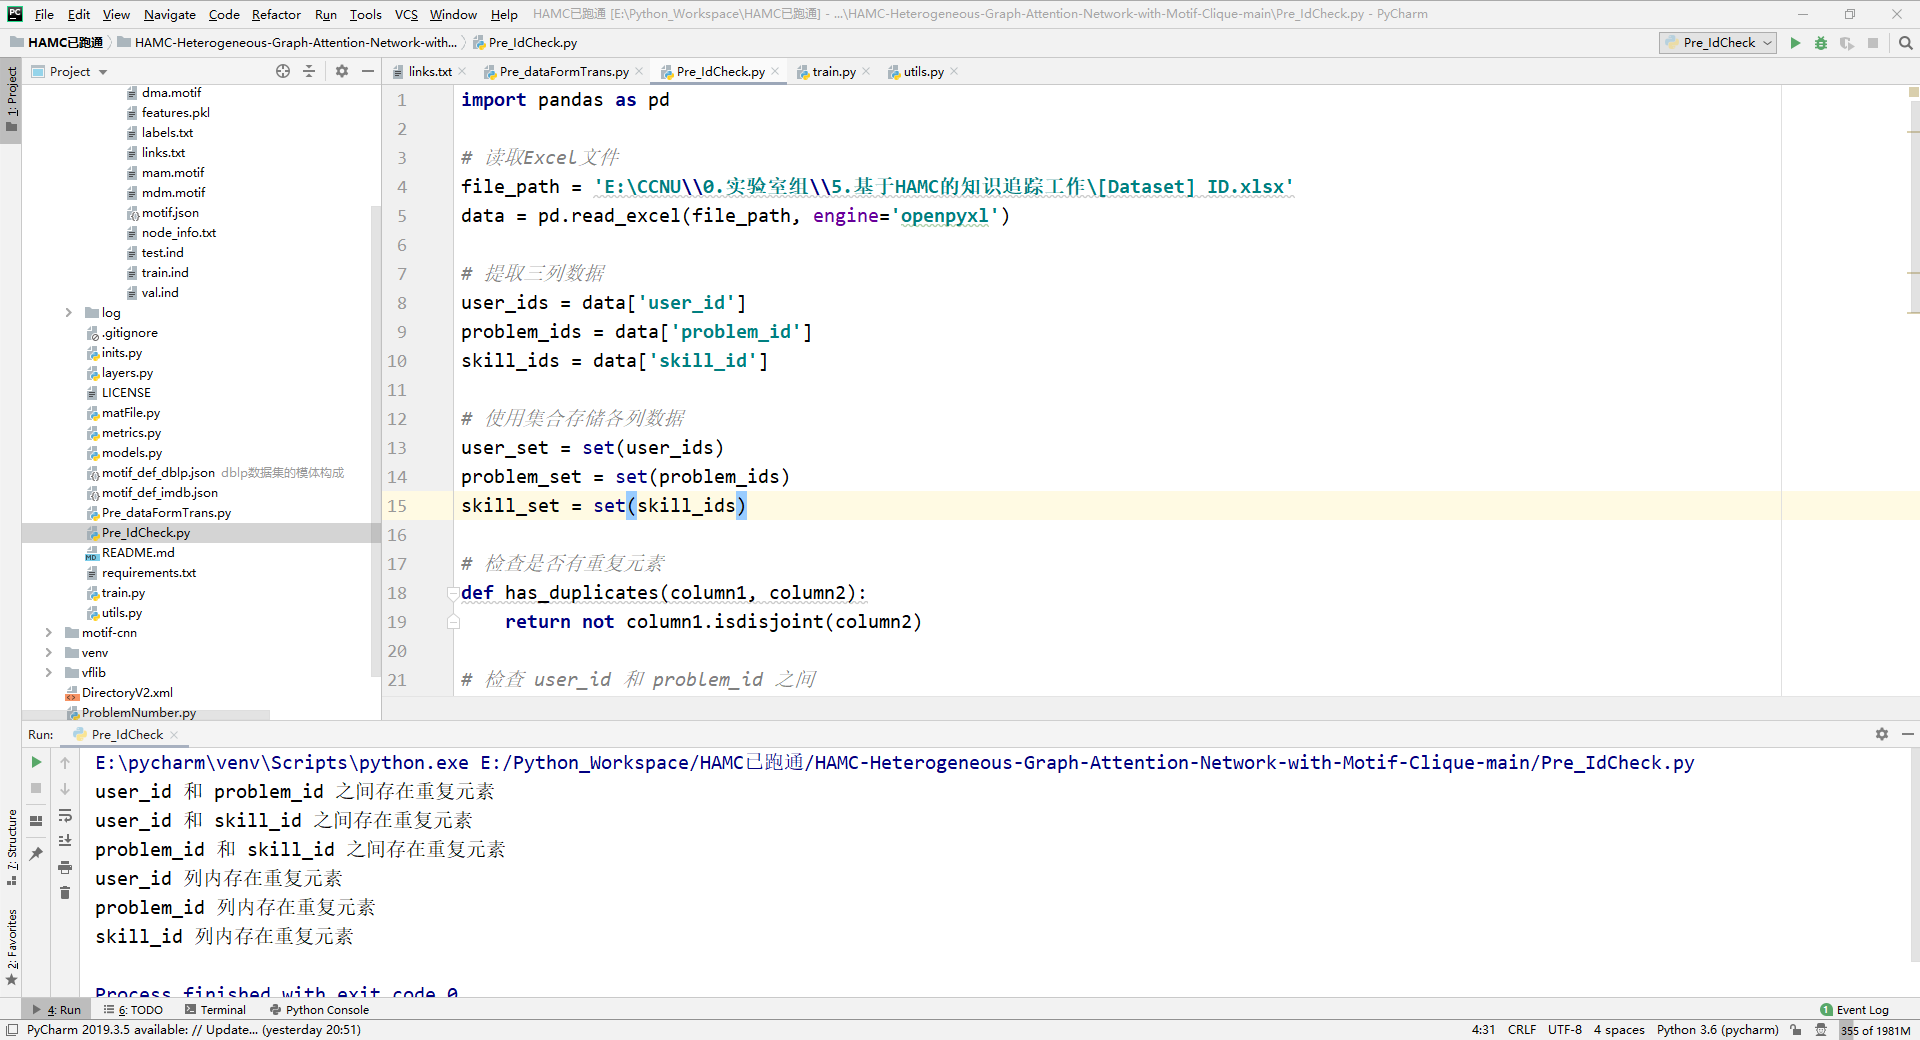 File Edit View Navigate Code Refactor Run Tools VCS Window Help HAMC已跑通 [E:\Python_Workspace\HAMC已跑通] - ...\HAMC-Heterogeneous-Graph-Attention-Network-with-Motif-Clique-main\Pre_IdCheck.py - PyCharm
HAMC已跑通 HAMC-Heterogeneous-Graph-Attention-Network-with... Pre_IdCheck.py
Pre_IdCheck
1: Project
Project
links.txt Pre_dataFormTrans.py Pre_IdCheck.py train.py utils.py
dma.motif
features.pkl
labels.txt
links.txt
mam.motif
mdm.motif
motif.json
node_info.txt
test.ind
train.ind
val.ind
log
.gitignore
inits.py
layers.py
LICENSE
matFile.py
metrics.py
models.py
motif_def_dblp.json dblp数据集的模体构成
motif_def_imdb.json
Pre_dataFormTrans.py
Pre_IdCheck.py
README.md
requirements.txt
train.py
utils.py
motif-cnn
venv
vflib
DirectoryV2.xml
ProblemNumber.py
1 import pandas as pd
2
3 # 读取Excel文件
4 file_path = 'E:\CCNU\\0.实验室组\\5.基于HAMC的知识追踪工作\[Dataset] ID.xlsx'
5 data = pd.read_excel(file_path, engine='openpyxl')
6
7 # 提取三列数据
8 user_ids = data['user_id']
9 problem_ids = data['problem_id']
10 skill_ids = data['skill_id']
11
12 # 使用集合存储各列数据
13 user_set = set(user_ids)
14 problem_set = set(problem_ids)
15 skill_set = set(skill_ids)
16
17 # 检查是否有重复元素
18 def has_duplicates(column1, column2):
19 return not column1.isdisjoint(column2)
20
21 # 检查 user_id 和 problem_id 之间
Run: Pre_IdCheck
E:\pycharm\venv\Scripts\python.exe E:/Python_Workspace/HAMC已跑通/HAMC-Heterogeneous-Graph-Attention-Network-with-Motif-Clique-main/Pre_IdCheck.py
user_id 和 problem_id 之间存在重复元素
user_id 和 skill_id 之间存在重复元素
problem_id 和 skill_id 之间存在重复元素
user_id 列内存在重复元素
problem_id 列内存在重复元素
skill_id 列内存在重复元素
Process finished with exit code 0
7: Structure
2: Favorites
4: Run 6: TODO Terminal Python Console 1 Event Log
PyCharm 2019.3.5 available: // Update... (yesterday 20:51) 4:31 CRLF UTF-8 4 spaces Python 3.6 (pycharm) 355 of 1981M